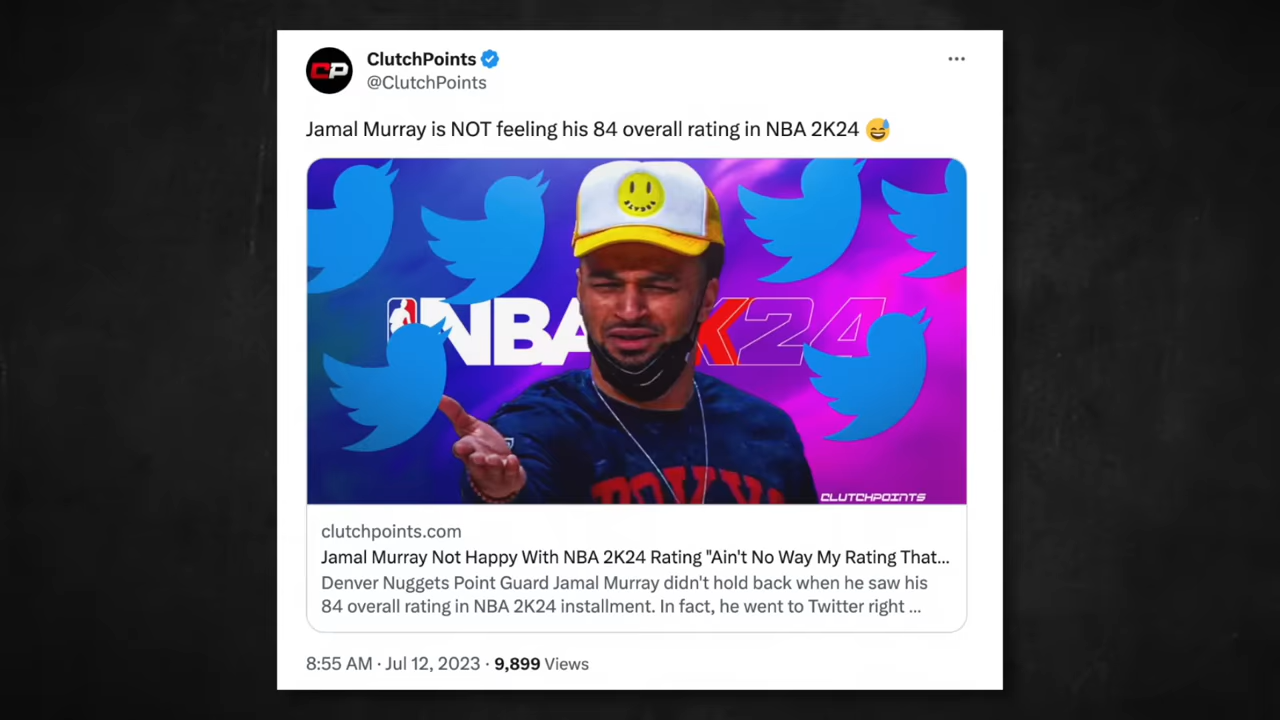 CP
ClutchPoints
@ClutchPoints
Jamal Murray is NOT feeling his 84 overall rating in NBA 2K24 😅
NBA K24
CLUTCHPOINTS
clutchpoints.com
Jamal Murray Not Happy With NBA 2K24 Rating "Ain't No Way My Rating That...
Denver Nuggets Point Guard Jamal Murray didn't hold back when he saw his
84 overall rating in NBA 2K24 installment. In fact, he went to Twitter right ...
8:55 AM · Jul 12, 2023 · 9,899 Views